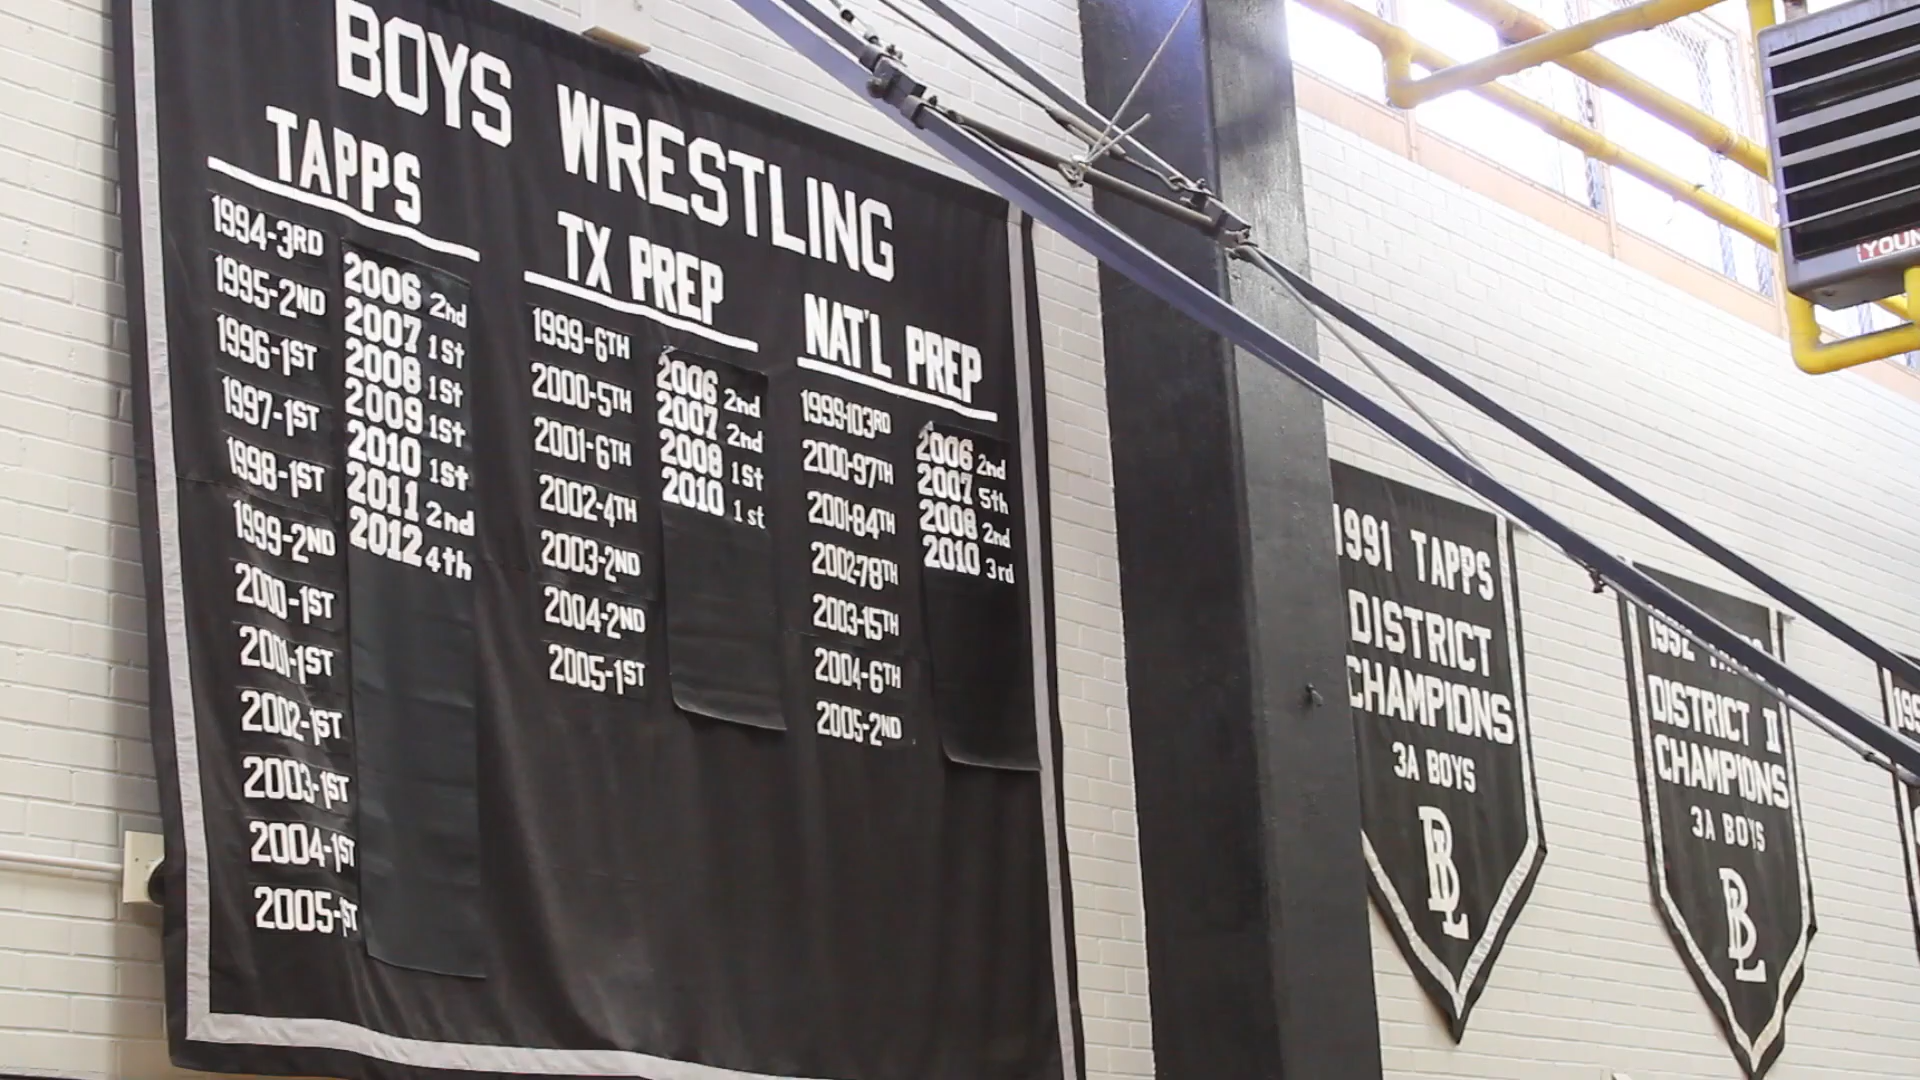 BOYS WRESTLING
TAPPS
1994-3RD
1995-2ND
1996-1ST
1997-1ST
1998-1ST
1999-2ND
2000-1ST
2001-1ST
2002-1ST
2003-1ST
2004-1ST
2005-1ST
2006 2nd
2007 1st
2008 1st
2009 1st
2010 1st
2011 2nd
2012 4th
TX PREP
1999-6TH
2000-5TH
2001-6TH
2002-4TH
2003-2ND
2004-2ND
2005-1ST
2006 2nd
2007 2nd
2008 1st
2010 1st
NAT'L PREP
1999-103RD
2000-97TH
2001-84TH
2002-78TH
2003-15TH
2004-6TH
2005-2ND
2006 2nd
2007 5th
2008 2nd
2010 3rd
1991 TAPPS
DISTRICT
CHAMPIONS
3A BOYS
BL
1992 TAPPS
DISTRICT II
CHAMPIONS
3A BOYS
BL